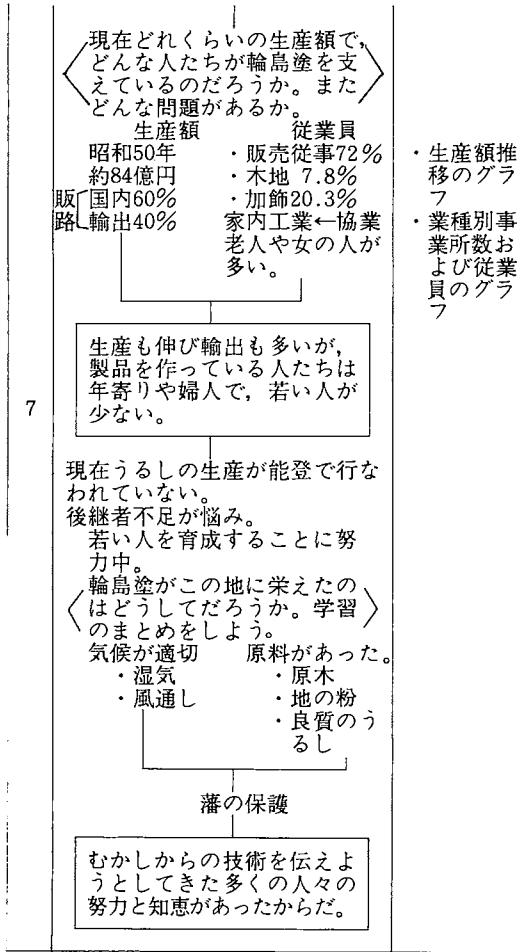 現在どれくらいの生産額で,
どんな人たちが輪島塗を支
えているのだろうか。また
どんな問題があるか。
生産額
昭和50年
約84億円
販路
国内60%
輸出40%
従業員
・販売従事72%
・木地 7.8%
・加飾20.3%
家内工業←協業
老人や女の人が
多い。
・生産額推
移のグラ
フ
・業種別事
業所数お
よび従業
員のグラ
フ
7
生産も伸び輸出も多いが,
製品を作っている人たちは
年寄りや婦人で, 若い人が
少ない。
現在うるしの生産が能登で行な
われていない。
後継者不足が悩み。
若い人を育成することに努
力中。
輪島塗がこの地に栄えたの
はどうしてだろうか。学習
のまとめをしよう。
気候が適切
・湿気
・風通し
原料があった。
・原木
・地の粉
・良質のう
るし
藩の保護
むかしからの技術を伝えよ
うとしてきた多くの人々の
努力と知恵があったからだ。